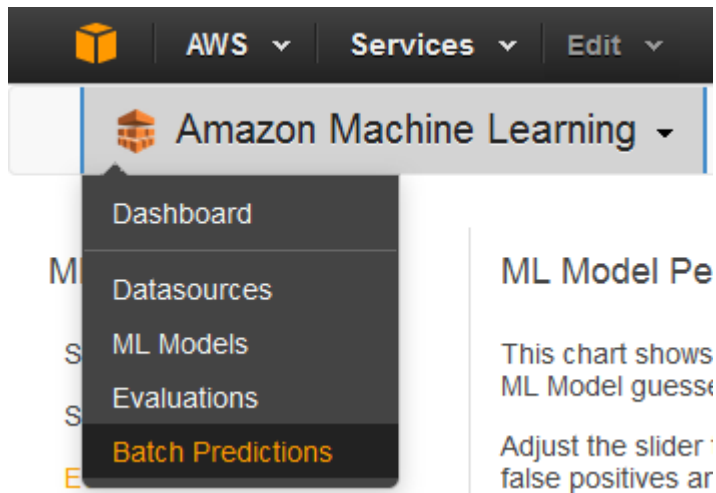 AWS Services Edit
Amazon Machine Learning
Dashboard
Datasources
ML Models
Evaluations
Batch Predictions
ML Model Pe
This chart shows
ML Model guesse
Adjust the slider
false positives an